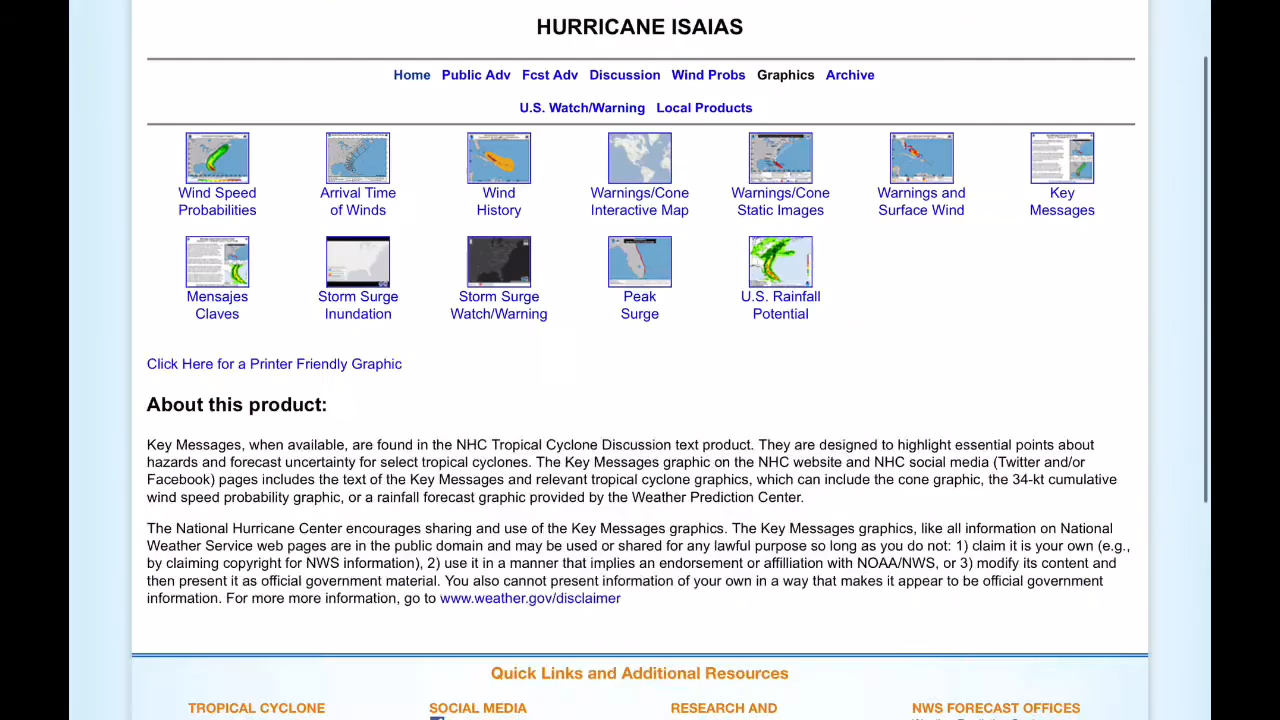 HURRICANE ISAIAS
Home Public Adv Fcst Adv Discussion Wind Probs Graphics Archive
U.S. Watch/Warning Local Products
Wind Speed Probabilities
Arrival Time of Winds
Wind History
Warnings/Cone Interactive Map
Warnings/Cone Static Images
Warnings and Surface Wind
Key Messages
Mensajes Claves
Storm Surge Inundation
Storm Surge Watch/Warning
Peak Surge
U.S. Rainfall Potential
Click Here for a Printer Friendly Graphic
About this product:
Key Messages, when available, are found in the NHC Tropical Cyclone Discussion text product. They are designed to highlight essential points about
hazards and forecast uncertainty for select tropical cyclones. The Key Messages graphic on the NHC website and NHC social media (Twitter and/or
Facebook) pages includes the text of the Key Messages and relevant tropical cyclone graphics, which can include the cone graphic, the 34-kt cumulative
wind speed probability graphic, or a rainfall forecast graphic provided by the Weather Prediction Center.
The National Hurricane Center encourages sharing and use of the Key Messages graphics. The Key Messages graphics, like all information on National
Weather Service web pages are in the public domain and may be used or shared for any lawful purpose so long as you do not: 1) claim it is your own (e.g.,
by claiming copyright for NWS information), 2) use it in a manner that implies an endorsement or affilliation with NOAA/NWS, or 3) modify its content and
then present it as official government material. You also cannot present information of your own in a way that makes it appear to be official government
information. For more more information, go to www.weather.gov/disclaimer
Quick Links and Additional Resources
TROPICAL CYCLONE SOCIAL MEDIA RESEARCH AND NWS FORECAST OFFICES